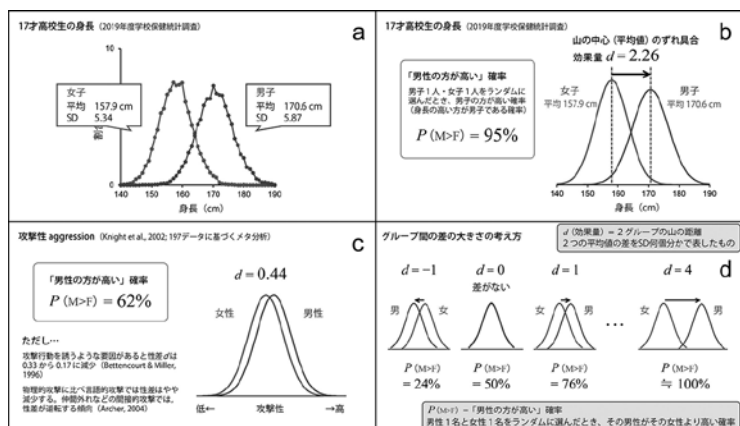 17才高校生の身長（2019年度学校保健統計調査）
a
10
女子
平均 157.9 cm
SD 5.34
男子
平均 170.6 cm
SD 5.87
0
140 150 160 170 180 190
身長（cm）
17才高校生の身長（2019年度学校保健統計調査）
b
山の中心（平均値）のずれ具合
効果量 d = 2.26
「男性の方が高い」確率
男子1人・女子1人をランダムに
選んだとき、男子の方が高い確率
（身長の高い方が男子である確率）
P (M>F) = 95%
女子
平均 157.9 cm
男子
平均 170.6 cm
140 150 160 170 180 190
身長（cm）
攻撃性 aggression（Knight et al., 2002; 197データに基づくメタ分析）
c
「男性の方が高い」確率
P (M>F) = 62%
d = 0.44
女性
男性
ただし…
攻撃行動を誘うような要因があると性差dは
0.33 から 0.17 に減少（Bettencourt & Miller,
1996）
物理的攻撃に比べ言語的攻撃では性差はやや
減少する。仲間外れなどの間接的攻撃では、
性差が逆転する傾向（Archer, 2004）
低← 攻撃性 →高
グループ間の差の大きさの考え方
d（効果量）= 2グループの山の距離
2つの平均値の差をSD何個分かで表したもの
d
d = −1 d = 0 d = 1 d = 4
差がない
男 女 女 男 … 女 男
P (M>F) P (M>F) P (M>F) P (M>F)
= 24% = 50% = 76% ≒ 100%
P (M>F) = 「男性の方が高い」確率
男性1名と女性1名をランダムに選んだとき、その男性がその女性より高い確率